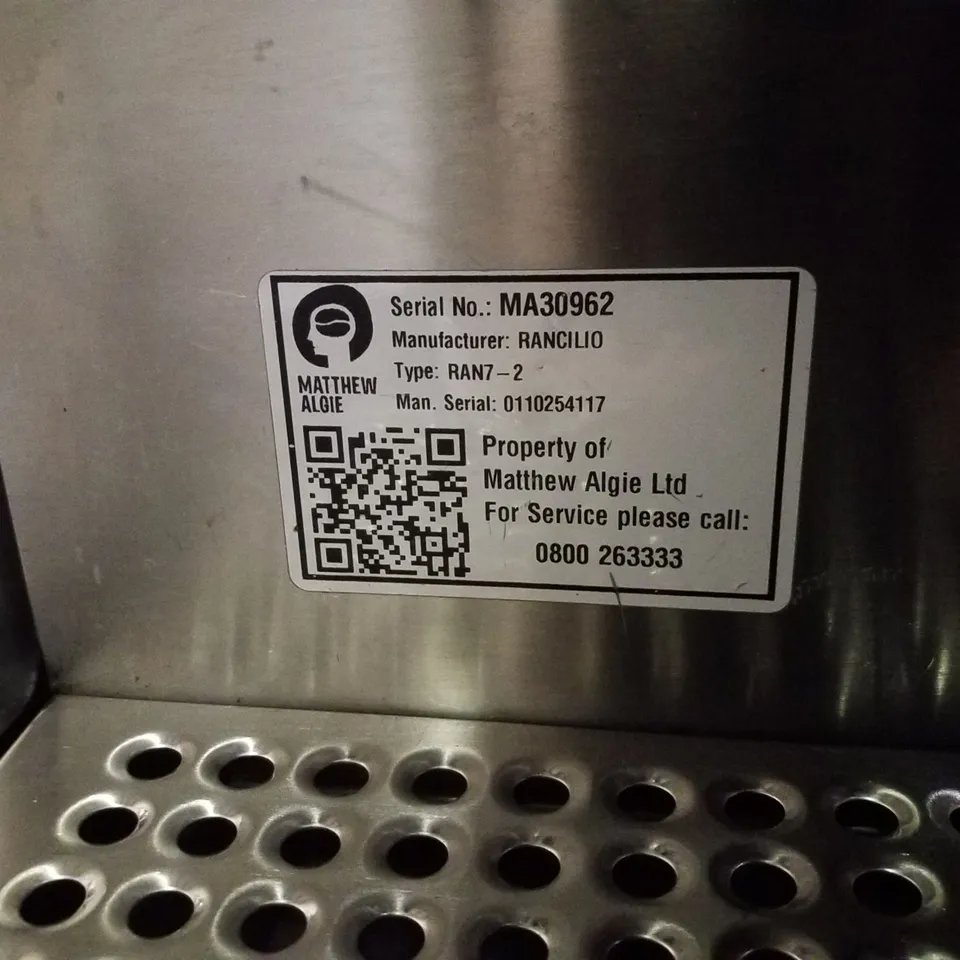 Serial No.: MA30962
Manufacturer: RANCILIO
Type: RAN7-2
Man. Serial: 0110254117
MATTHEW
ALGIE
Property of
Matthew Algie Ltd
For Service please call:
0800 263333